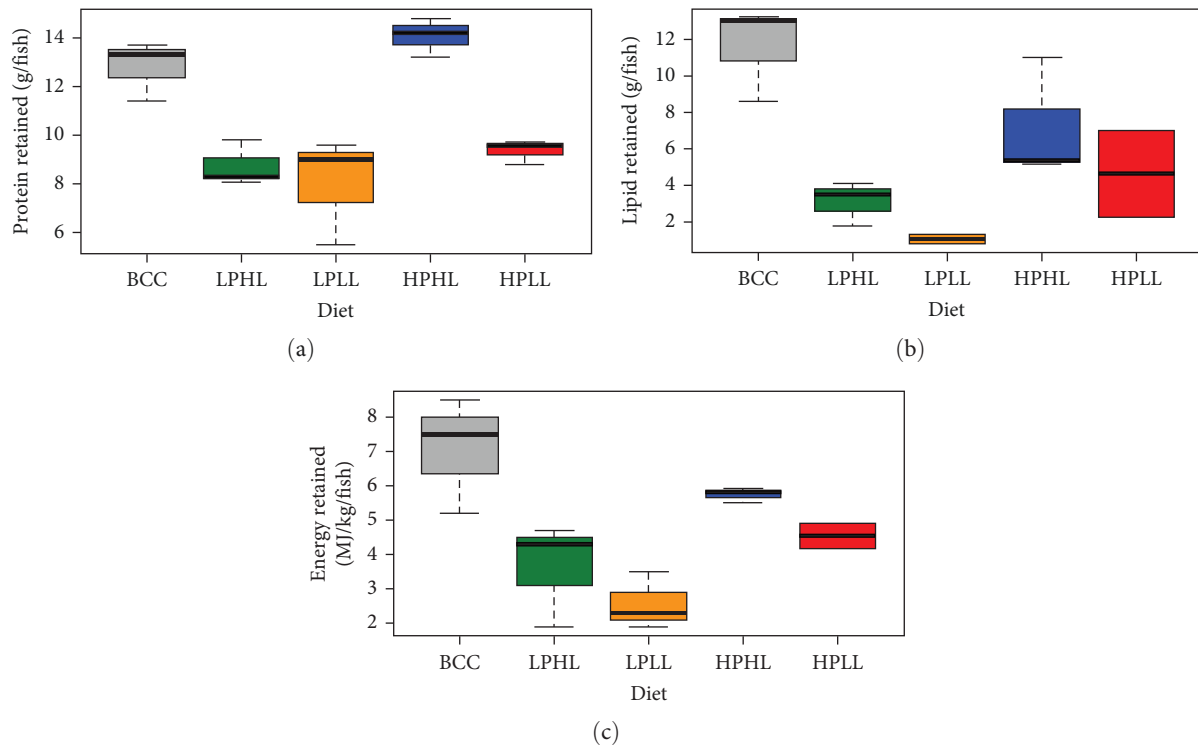 Protein retained (g/fish)
14
12
10
8
6
BCC LPHL LPLL HPHL HPLL
Diet
(a)
Lipid retained (g/fish)
12
10
8
6
4
2
BCC LPHL LPLL HPHL HPLL
Diet
(b)
Energy retained
(MJ/kg/fish)
8
7
6
5
4
3
2
BCC LPHL LPLL HPHL HPLL
Diet
(c)